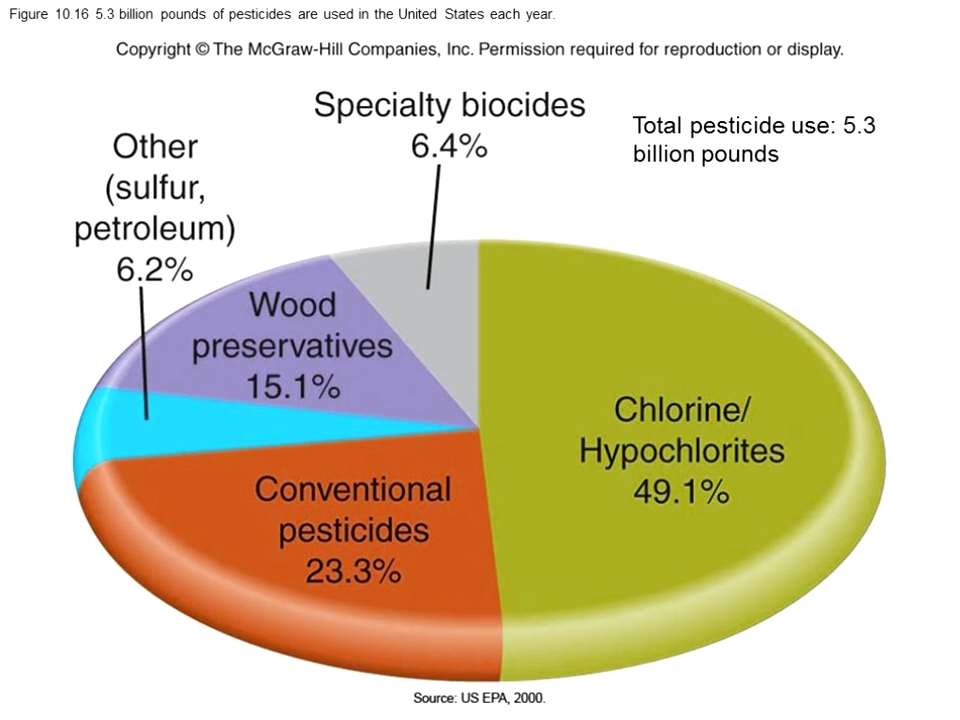 Figure 10.16 5.3 billion pounds of pesticides are used in the United States each year.
Copyright © The McGraw-Hill Companies, Inc. Permission required for reproduction or display.
Specialty biocides
6.4%
Total pesticide use: 5.3
billion pounds
Other
(sulfur,
petroleum)
6.2%
Wood
preservatives
15.1%
Chlorine/
Hypochlorites
49.1%
Conventional
pesticides
23.3%
Source: US EPA, 2000.